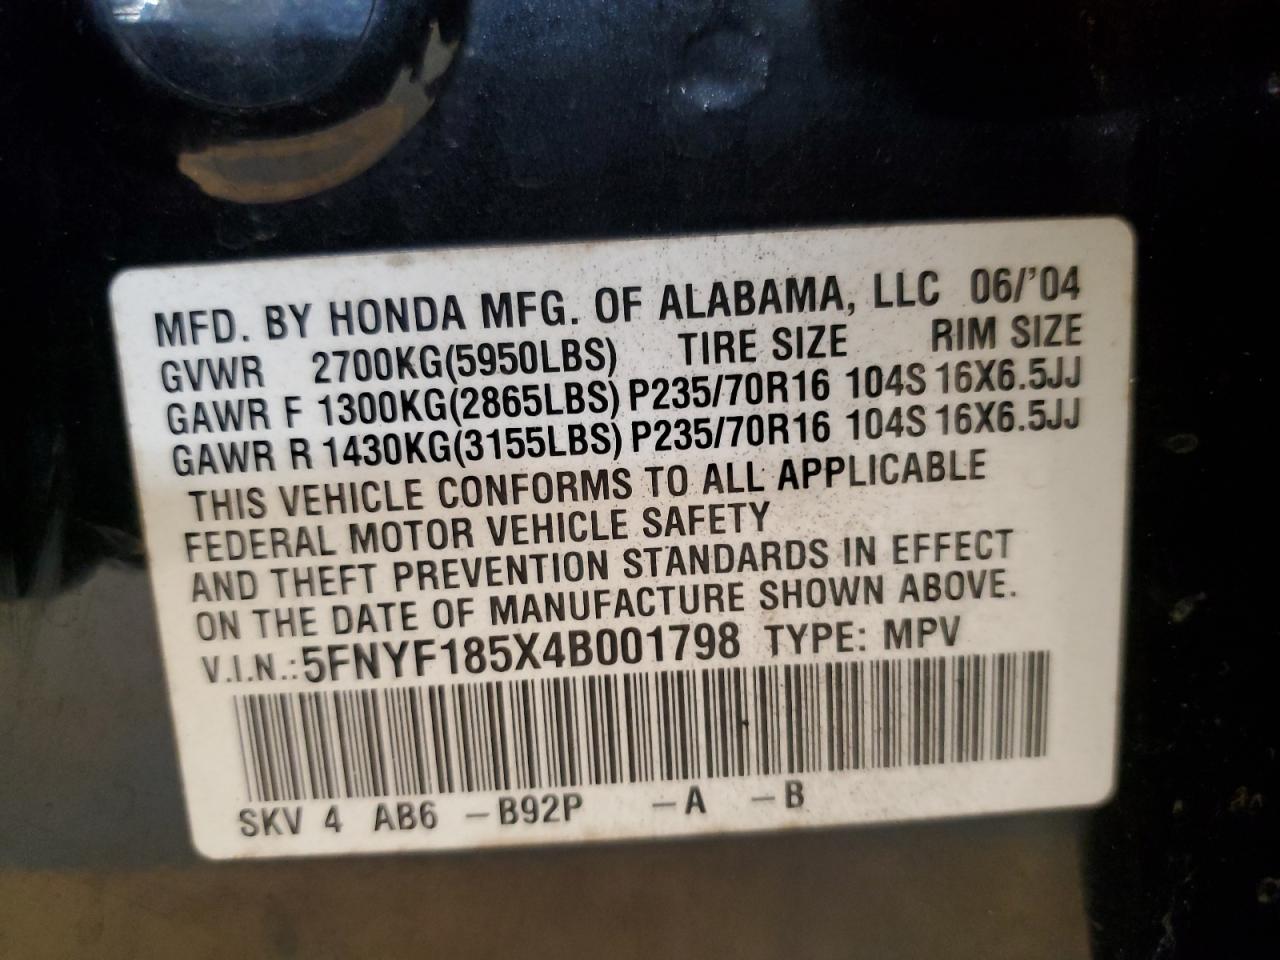 MFD. BY HONDA MFG. OF ALABAMA, LLC 06/'04
GVWR 2700KG(5950LBS) TIRE SIZE RIM SIZE
GAWR F 1300KG(2865LBS) P235/70R16 104S 16X6.5JJ
GAWR R 1430KG(3155LBS) P235/70R16 104S 16X6.5JJ
THIS VEHICLE CONFORMS TO ALL APPLICABLE
FEDERAL MOTOR VEHICLE SAFETY
AND THEFT PREVENTION STANDARDS IN EFFECT
ON THE DATE OF MANUFACTURE SHOWN ABOVE.
V.I.N.: 5FNYF185X4B001798 TYPE: MPV
SKV 4 AB6 -B92P -A -B